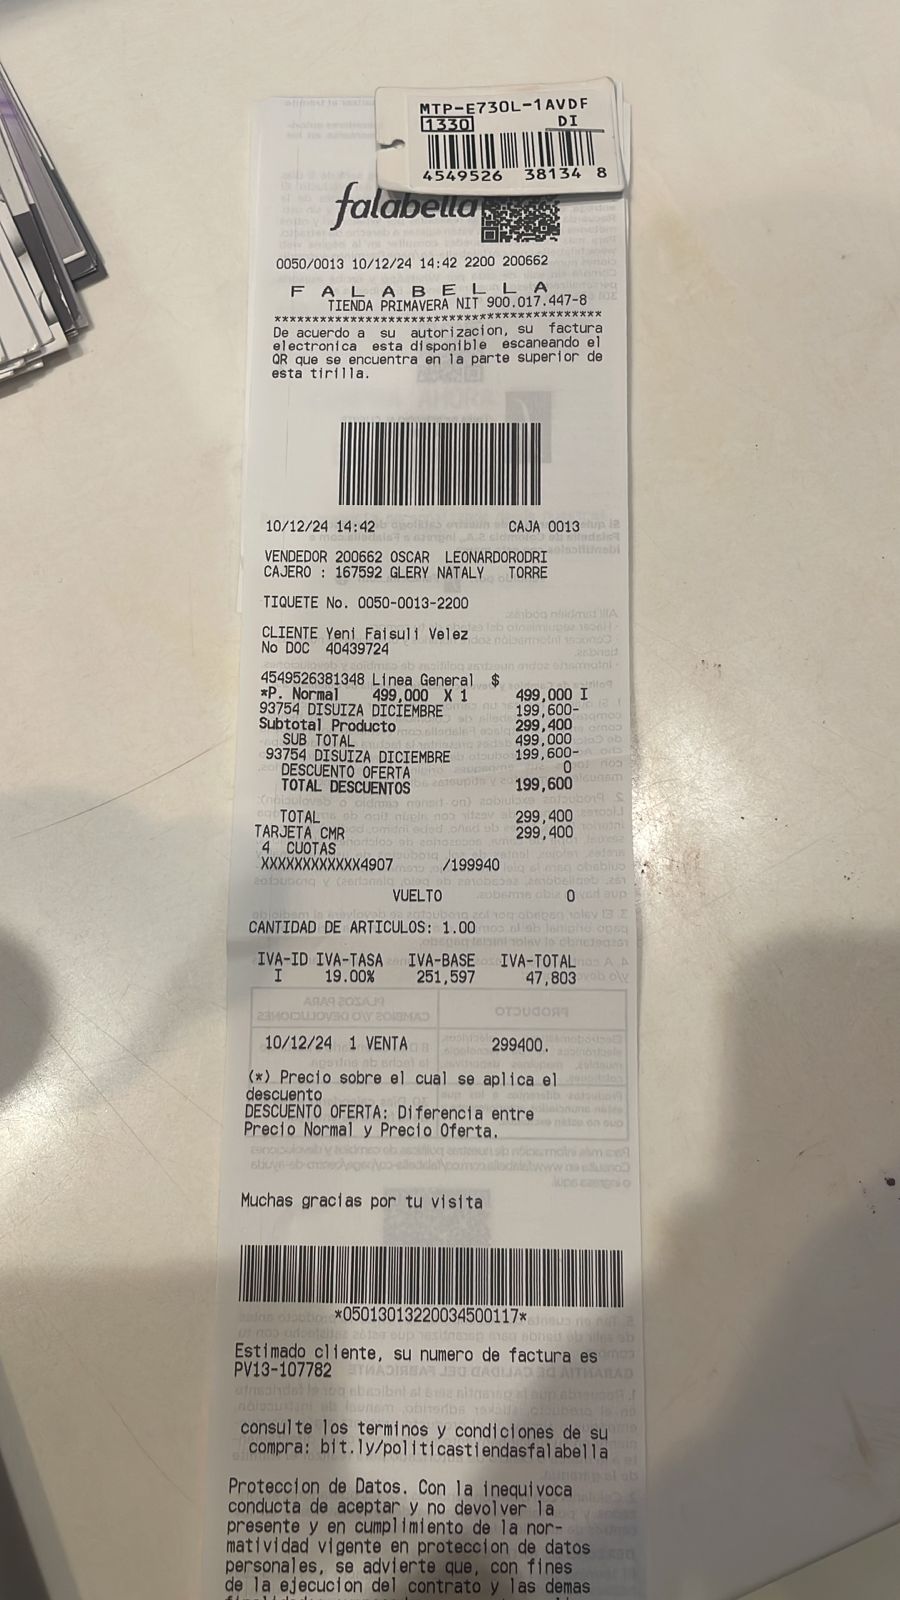 MTP-E730L-1AVDF
1330 DI
4549526 38134 8
falabella
0050/0013 10/12/24 14:42 2200 200662
F A L A B E L L A
TIENDA PRIMAVERA NIT 900.017.447-8
******************************************
De acuerdo a su autorizacion, su factura
electronica esta disponible escaneando el
QR que se encuentra en la parte superior de
esta tirilla.
10/12/24 14:42 CAJA 0013
VENDEDOR 200662 OSCAR LEONARDORODRI
CAJERO : 167592 GLERY NATALY TORRE
TIQUETE No. 0050-0013-2200
CLIENTE Yeni Faisuli Velez
No DOC 40439724
4549526381348 Linea General $
*P. Normal 499,000 X 1 499,000 I
93754 DISUIZA DICIEMBRE 199,600-
Subtotal Producto 299,400
SUB TOTAL 499,000
93754 DISUIZA DICIEMBRE 199,600-
DESCUENTO OFERTA 0
TOTAL DESCUENTOS 199,600
TOTAL 299,400
TARJETA CMR 299,400
4 CUOTAS
XXXXXXXXXXXX4907 /199940
VUELTO 0
CANTIDAD DE ARTICULOS: 1.00
IVA-ID IVA-TASA IVA-BASE IVA-TOTAL
I 19.00% 251,597 47,803
10/12/24 1 VENTA 299400.
(*) Precio sobre el cual se aplica el
descuento
DESCUENTO OFERTA: Diferencia entre
Precio Normal y Precio Oferta.
Muchas gracias por tu visita
*05013013220034500117*
Estimado cliente, su numero de factura es
PV13-107782
consulte los terminos y condiciones de su
compra: bit.ly/politicastiendasfalabella
Proteccion de Datos. Con la inequivoca
conducta de aceptar y no devolver la
presente y en cumplimiento de la nor-
matividad vigente en proteccion de datos
personales, se advierte que, con fines
de la ejecucion del contrato y las demas